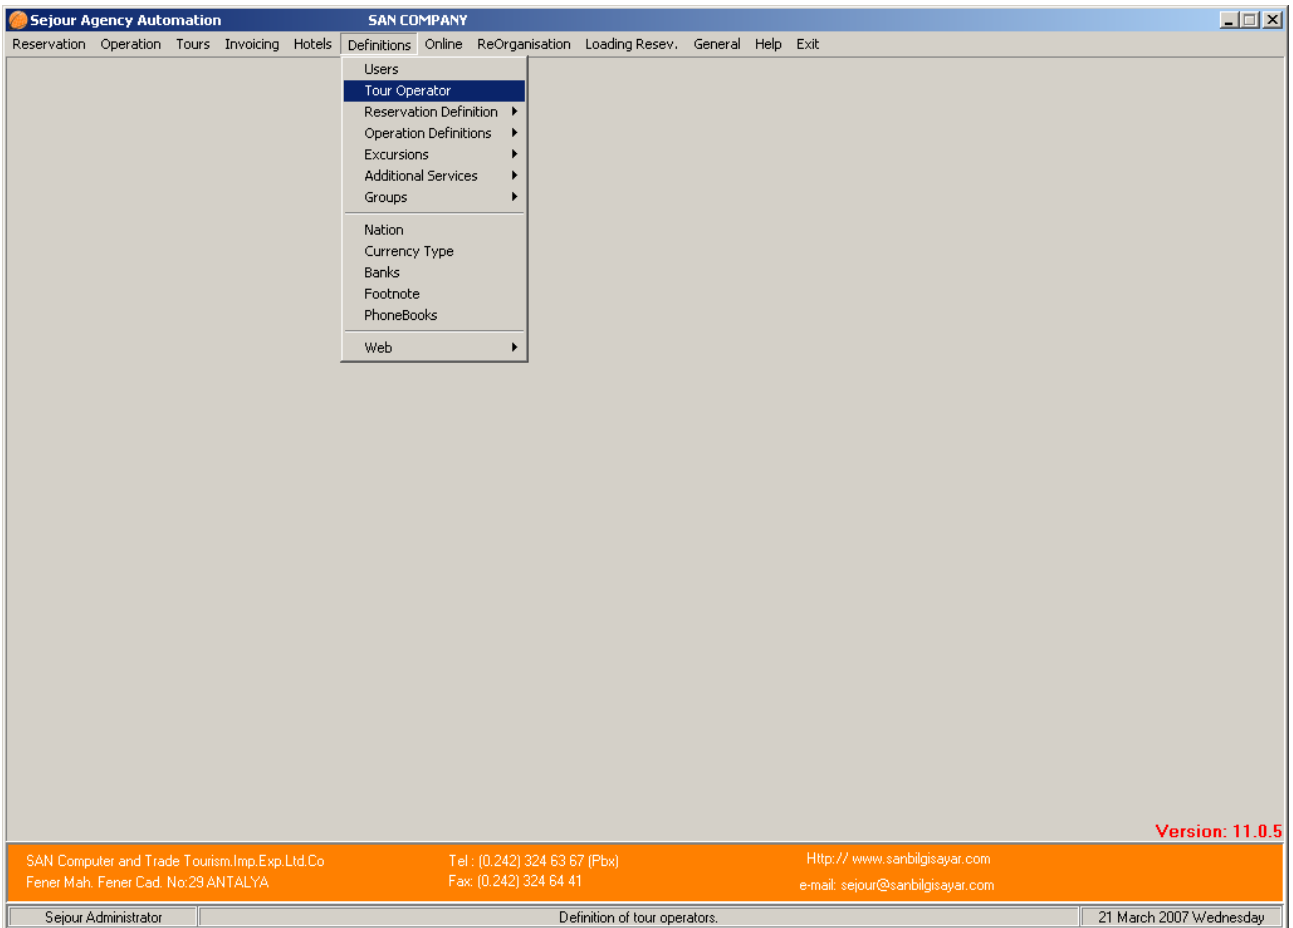 Sejour Agency Automation SAN COMPANY
Reservation Operation Tours Invoicing Hotels Definitions Online ReOrganisation Loading Resev. General Help Exit
Users
Tour Operator
Reservation Definition
Operation Definitions
Excursions
Additional Services
Groups
Nation
Currency Type
Banks
Footnote
PhoneBooks
Web
Version: 11.0.5
SAN Computer and Trade Tourism.Imp.Exp.Ltd.Co Tel : (0.242) 324 63 67 (Pbx) Http:// www.sanbilgisayar.com
Fener Mah. Fener Cad. No:29 ANTALYA Fax: (0.242) 324 64 41 e-mail: sejour@sanbilgisayar.com
Sejour Administrator Definition of tour operators. 21 March 2007 Wednesday